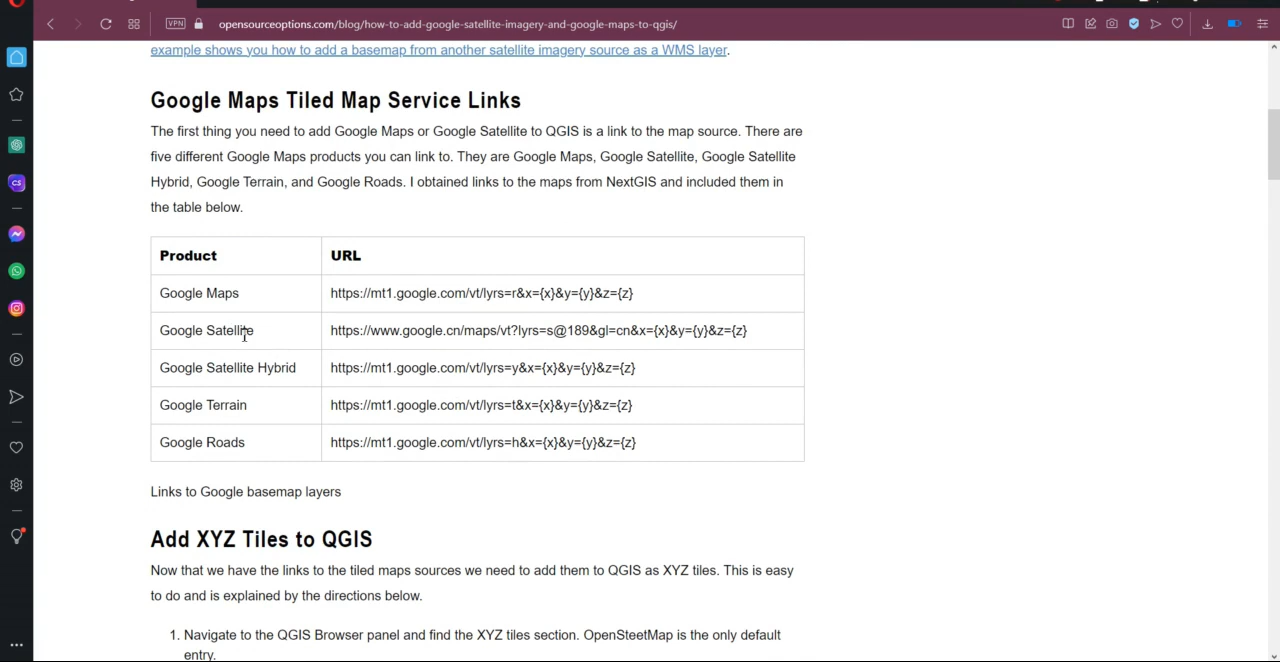 VPN
opensourceoptions.com/blog/how-to-add-google-satellite-imagery-and-google-maps-to-qgis/
example shows you how to add a basemap from another satellite imagery source as a WMS layer.
Google Maps Tiled Map Service Links
The first thing you need to add Google Maps or Google Satellite to QGIS is a link to the map source. There are
five different Google Maps products you can link to. They are Google Maps, Google Satellite, Google Satellite
Hybrid, Google Terrain, and Google Roads. I obtained links to the maps from NextGIS and included them in
the table below.
Product URL
Google Maps https://mt1.google.com/vt/lyrs=r&x={x}&y={y}&z={z}
Google Satellite https://www.google.cn/maps/vt?lyrs=s@189&gl=cn&x={x}&y={y}&z={z}
Google Satellite Hybrid https://mt1.google.com/vt/lyrs=y&x={x}&y={y}&z={z}
Google Terrain https://mt1.google.com/vt/lyrs=t&x={x}&y={y}&z={z}
Google Roads https://mt1.google.com/vt/lyrs=h&x={x}&y={y}&z={z}
Links to Google basemap layers
Add XYZ Tiles to QGIS
Now that we have the links to the tiled maps sources we need to add them to QGIS as XYZ tiles. This is easy
to do and is explained by the directions below.
1. Navigate to the QGIS Browser panel and find the XYZ tiles section. OpenSteetMap is the only default
entry.
CS